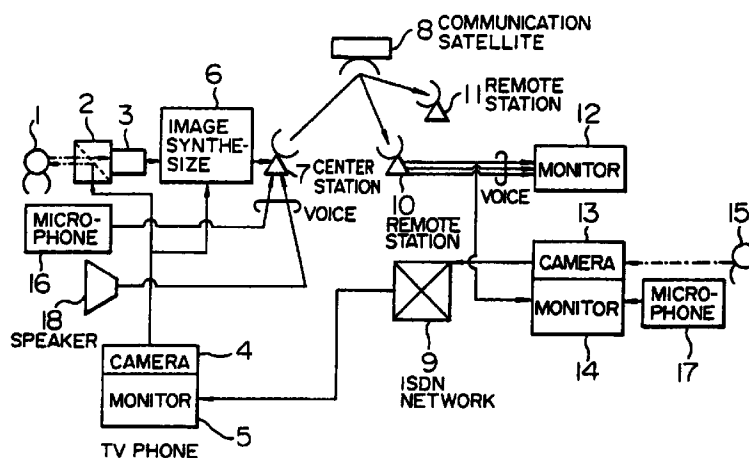 8 COMMUNICATION
SATELLITE
6
11 REMOTE
STATION
1
2
3
IMAGE
SYNTHE-
SIZE
12
7 CENTER
STATION
MONITOR
VOICE
VOICE
10
REMOTE
STATION
13
15
MICRO-
PHONE
16
CAMERA
MONITOR
MICRO-
PHONE
18
SPEAKER
4
9
ISDN
NETWORK
14
17
CAMERA
MONITOR
5
TV PHONE